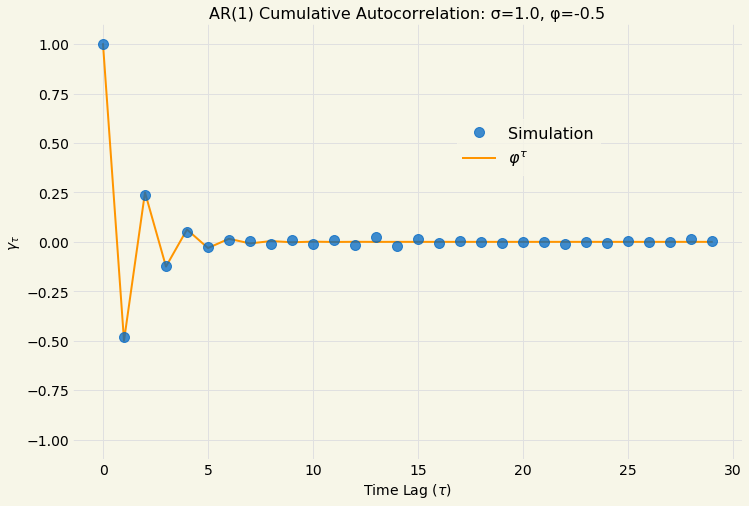 AR(1) Cumulative Autocorrelation: σ=1.0, φ=-0.5
1.00
0.75
0.50
0.25
0.00
−0.25
−0.50
−0.75
−1.00
γτ
Simulation
φ^τ
0 5 10 15 20 25 30
Time Lag (τ)